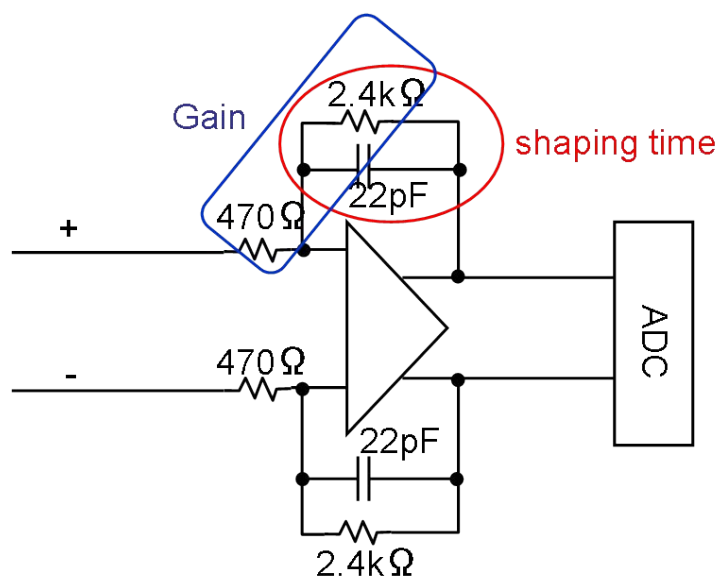 2.4kΩ
Gain
shaping time
22pF
470Ω
+
ADC
470Ω
-
22pF
2.4kΩ